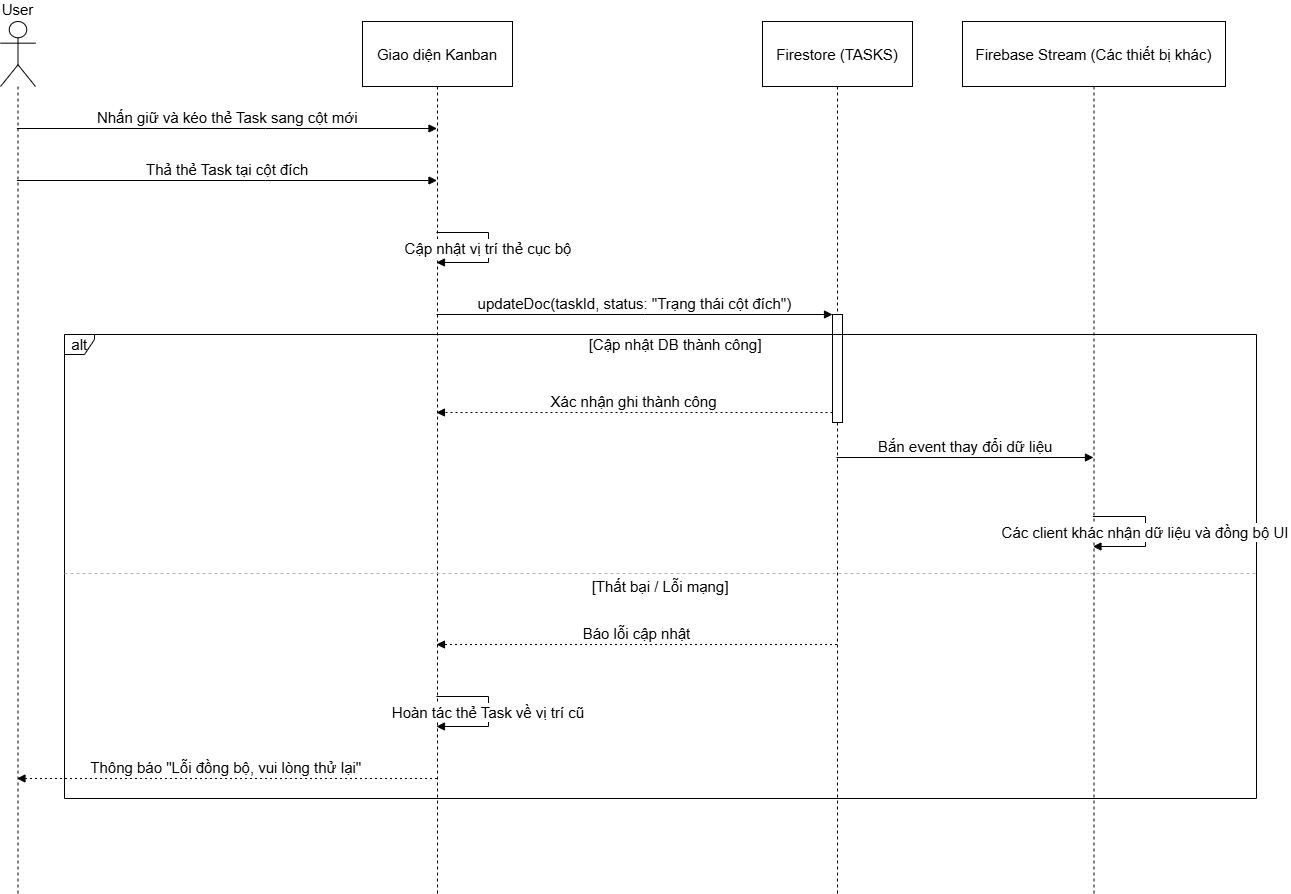 User
Giao diện Kanban
Firestore (TASKS)
Firebase Stream (Các thiết bị khác)
Nhấn giữ và kéo thẻ Task sang cột mới
Thả thẻ Task tại cột đích
Cập nhật vị trí thẻ cục bộ
updateDoc(taskId, status: "Trạng thái cột đích")
alt
[Cập nhật DB thành công]
Xác nhận ghi thành công
Bắn event thay đổi dữ liệu
Các client khác nhận dữ liệu và đồng bộ UI
[Thất bại / Lỗi mạng]
Báo lỗi cập nhật
Hoàn tác thẻ Task về vị trí cũ
Thông báo "Lỗi đồng bộ, vui lòng thử lại"